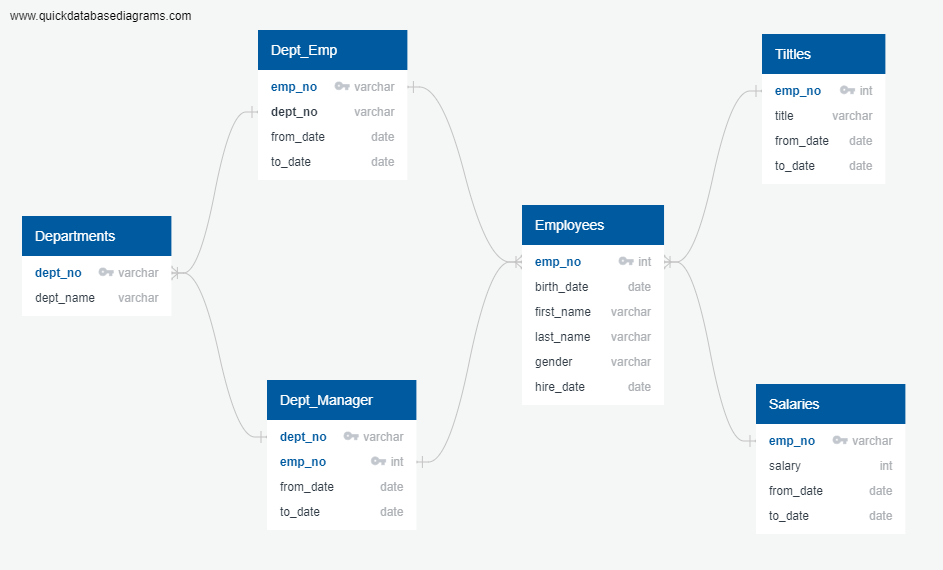 www.quickdatabasediagrams.com
Dept_Emp
emp_no varchar
dept_no varchar
from_date date
to_date date
Tiltles
emp_no int
title varchar
from_date date
to_date date
Departments
dept_no varchar
dept_name varchar
Employees
emp_no int
birth_date date
first_name varchar
last_name varchar
gender varchar
hire_date date
Dept_Manager
dept_no varchar
emp_no int
from_date date
to_date date
Salaries
emp_no varchar
salary int
from_date date
to_date date